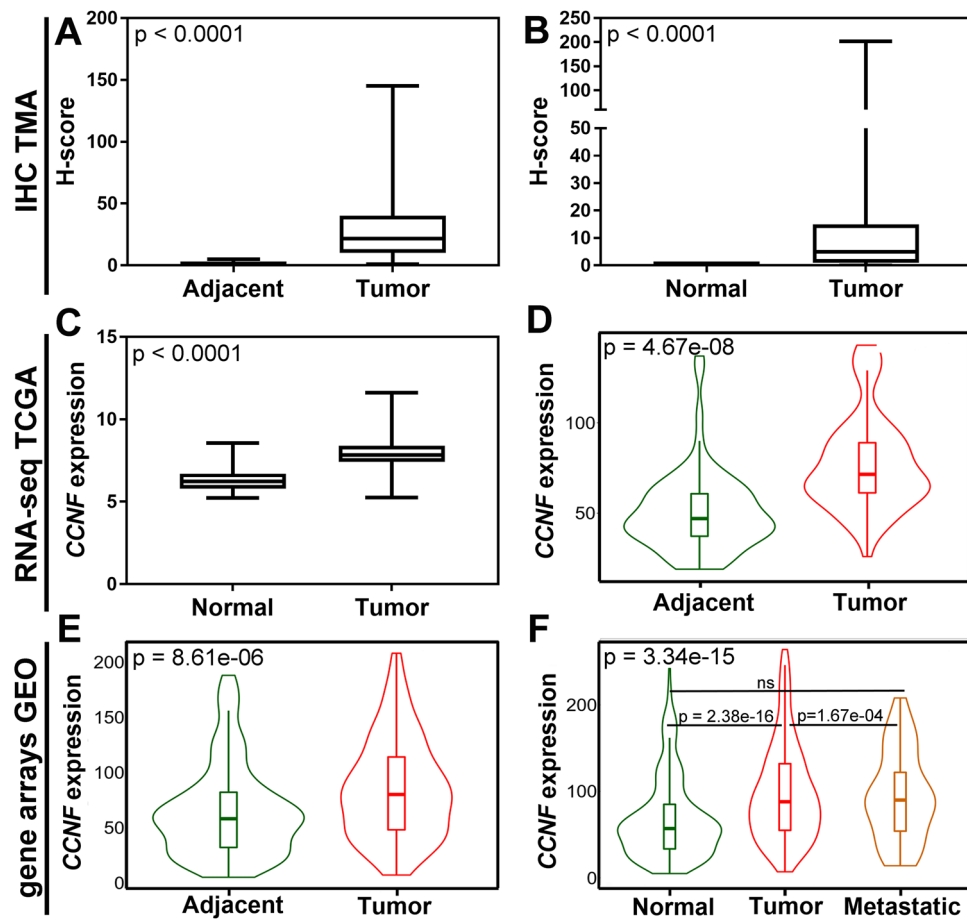 IHC TMA
A
p < 0.0001
H-score
200
150
100
50
0
Adjacent
Tumor
B
p < 0.0001
H-score
250
200
150
100
50
50
40
30
20
10
0
Normal
Tumor
RNA-seq TCGA
C
p < 0.0001
CCNF expression
15
10
5
0
Normal
Tumor
D
p = 4.67e-08
CCNF expression
100
50
Adjacent
Tumor
gene arrays GEO
E
p = 8.61e-06
CCNF expression
200
150
100
50
0
Adjacent
Tumor
F
p = 3.34e-15
ns
p = 2.38e-16
p=1.67e-04
CCNF expression
200
100
0
Normal
Tumor
Metastatic